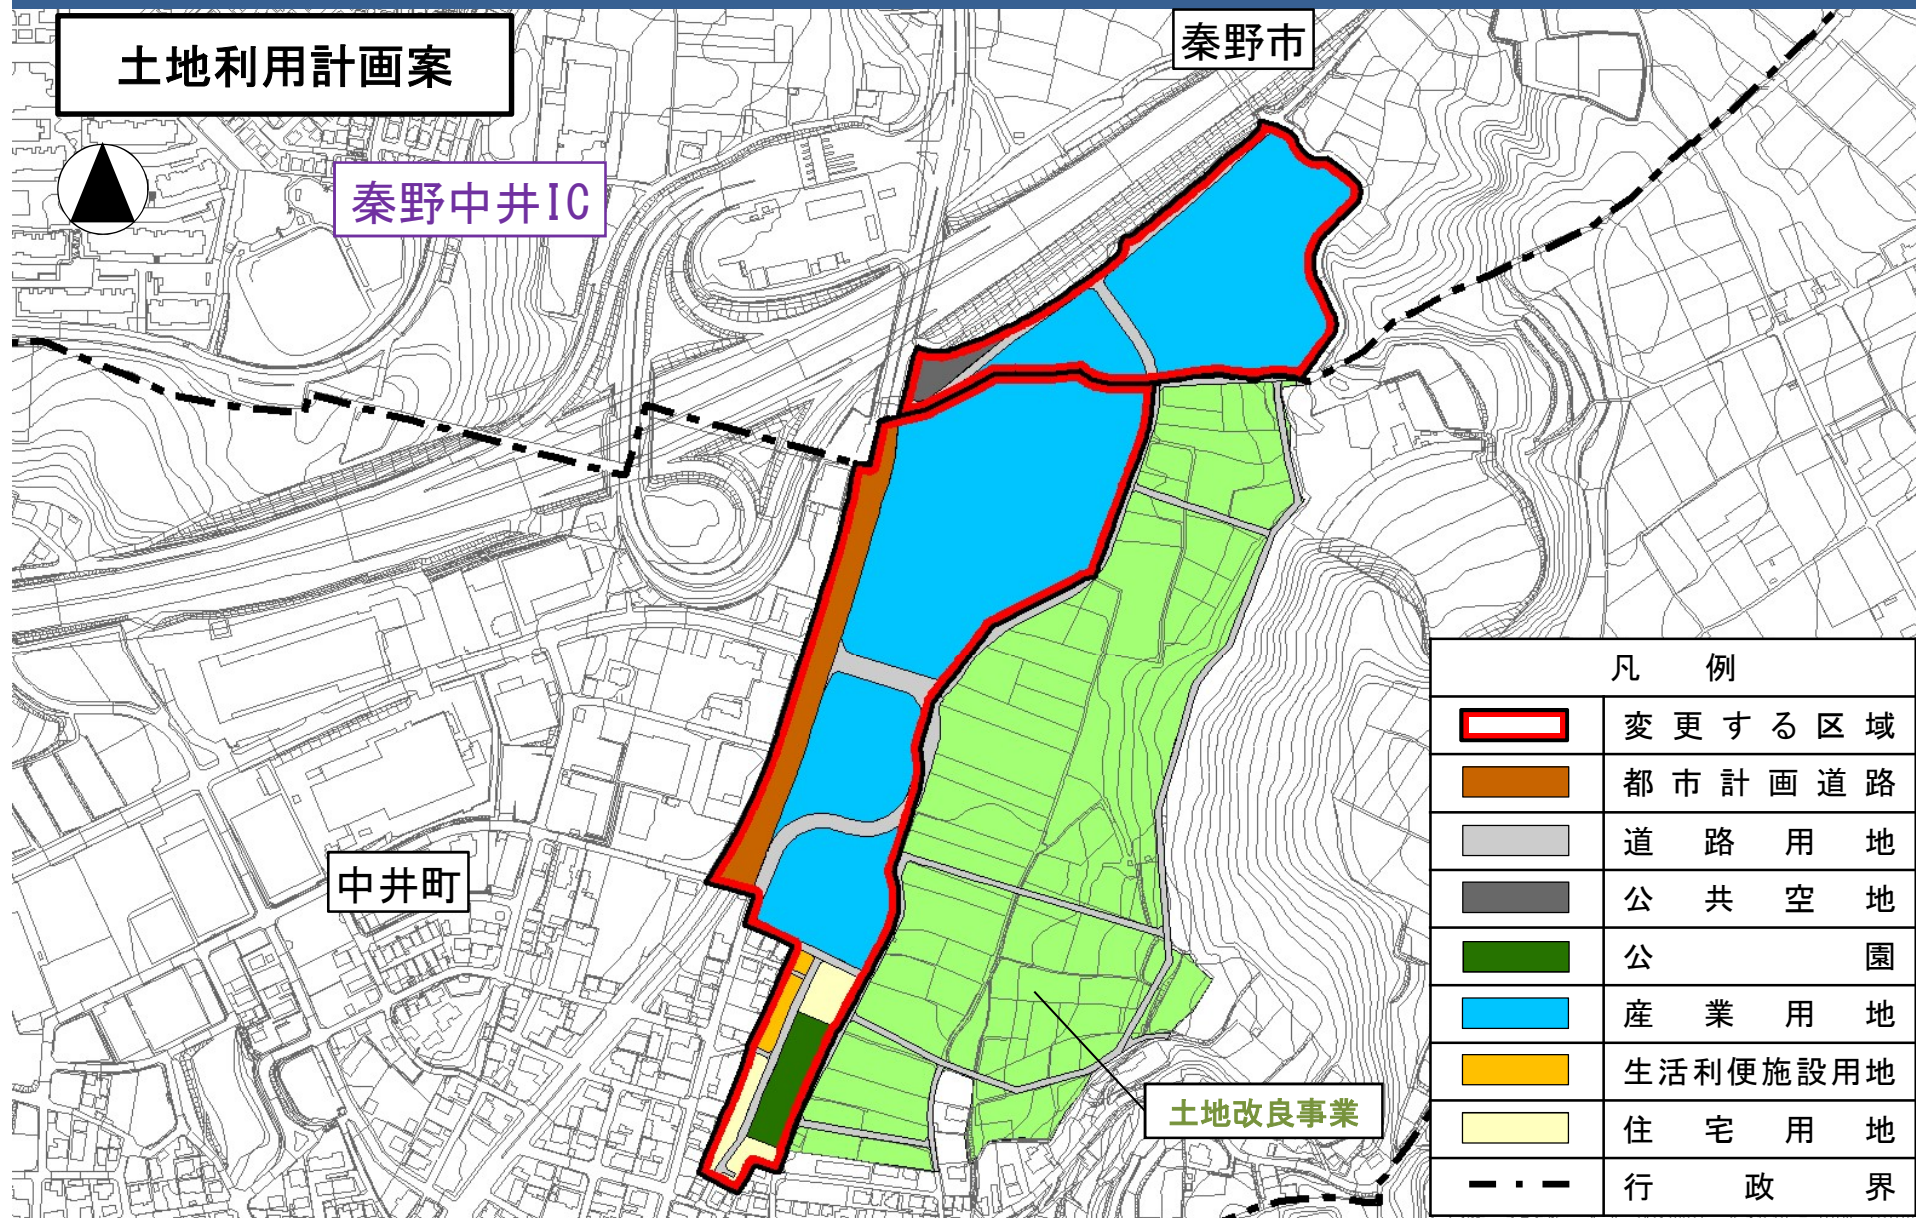 土地利用計画案
秦野市
秦野中井IC
中井町
土地改良事業
凡例
変更する区域
都市計画道路
道路用地
公共空地
公園
産業用地
生活利便施設用地
住宅用地
行政界